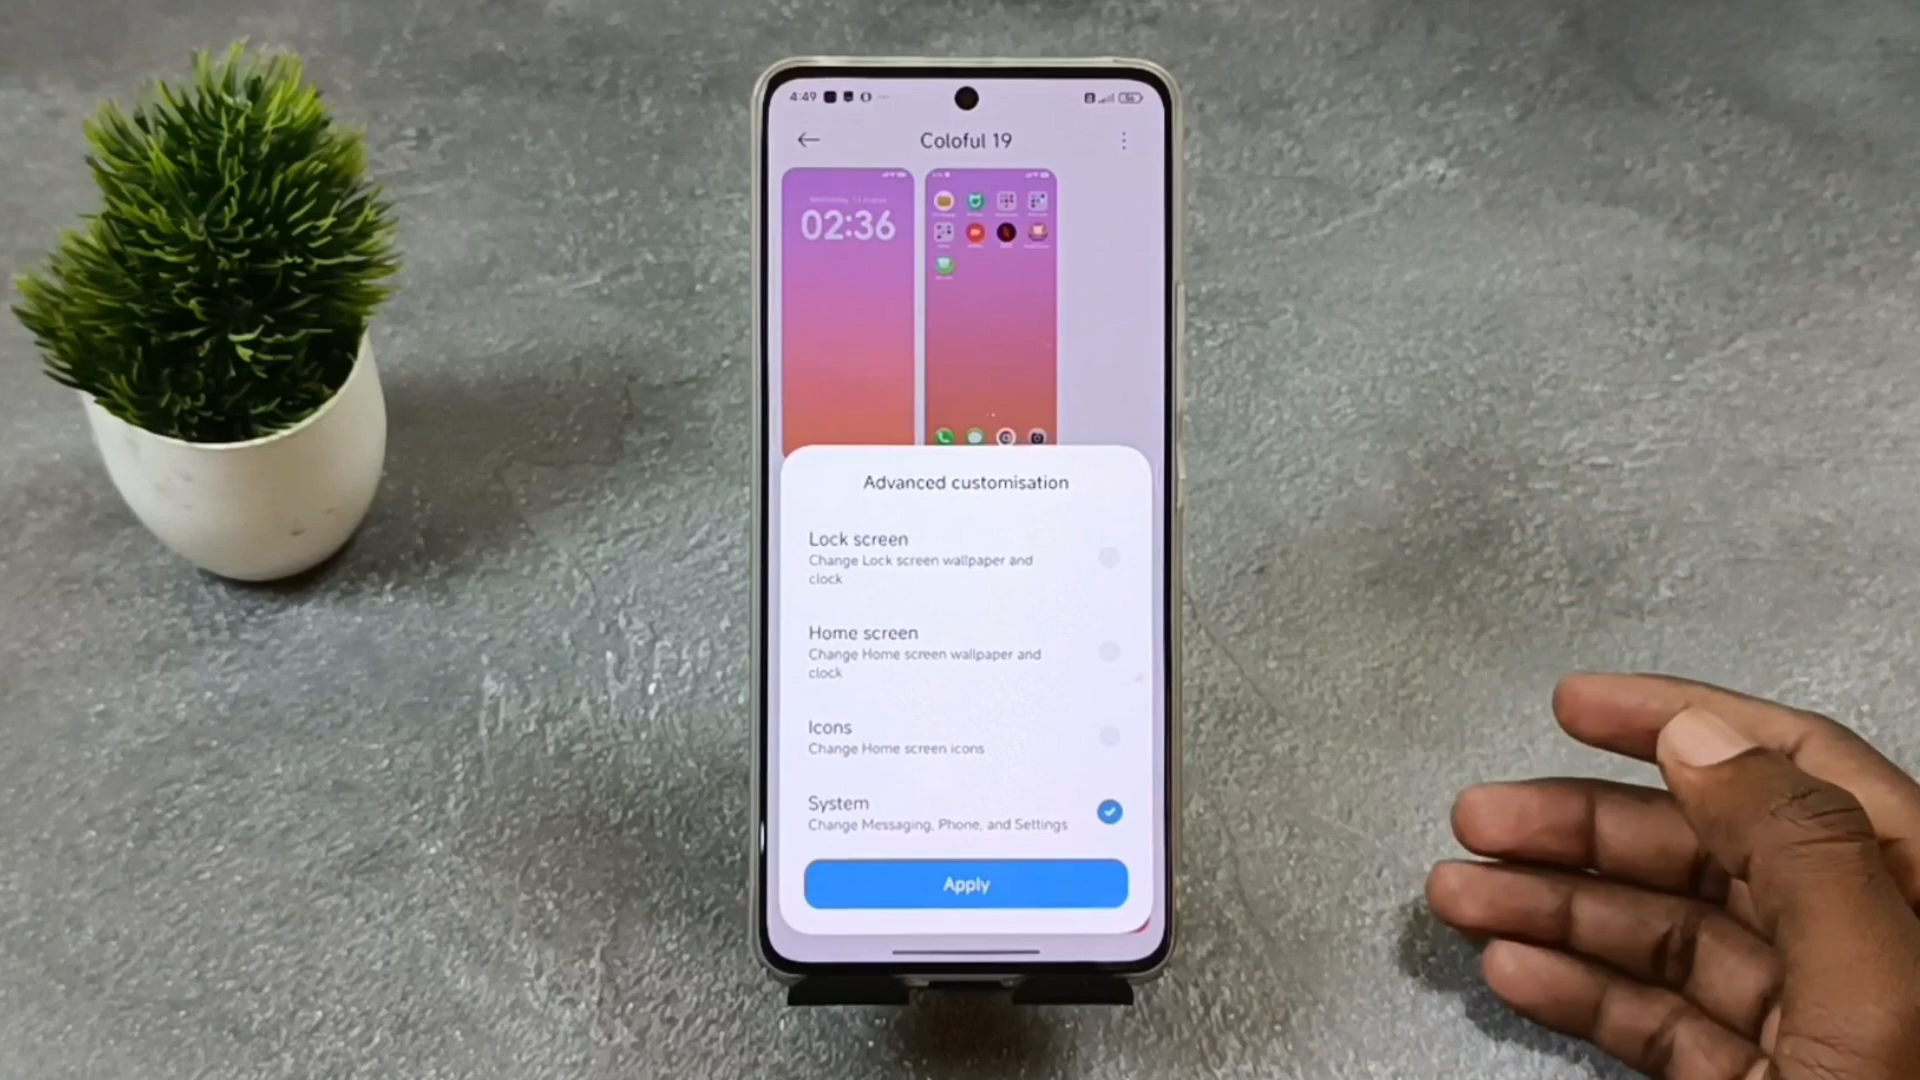 4:49
Coloful 19
02:36
Advanced customisation
Lock screen
Change Lock screen wallpaper and
clock
Home screen
Change Home screen wallpaper and
clock
Icons
Change Home screen icons
System
Change Messaging, Phone, and Settings
Apply